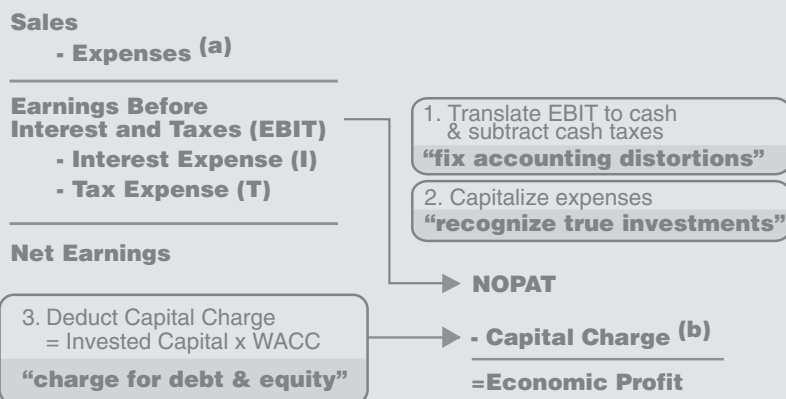 Sales
- Expenses (a)
Earnings Before
Interest and Taxes (EBIT)
- Interest Expense (I)
- Tax Expense (T)
Net Earnings
1. Translate EBIT to cash
& subtract cash taxes
“fix accounting distortions”
2. Capitalize expenses
“recognize true investments”
NOPAT
3. Deduct Capital Charge
= Invested Capital x WACC
“charge for debt & equity”
- Capital Charge (b)
=Economic Profit